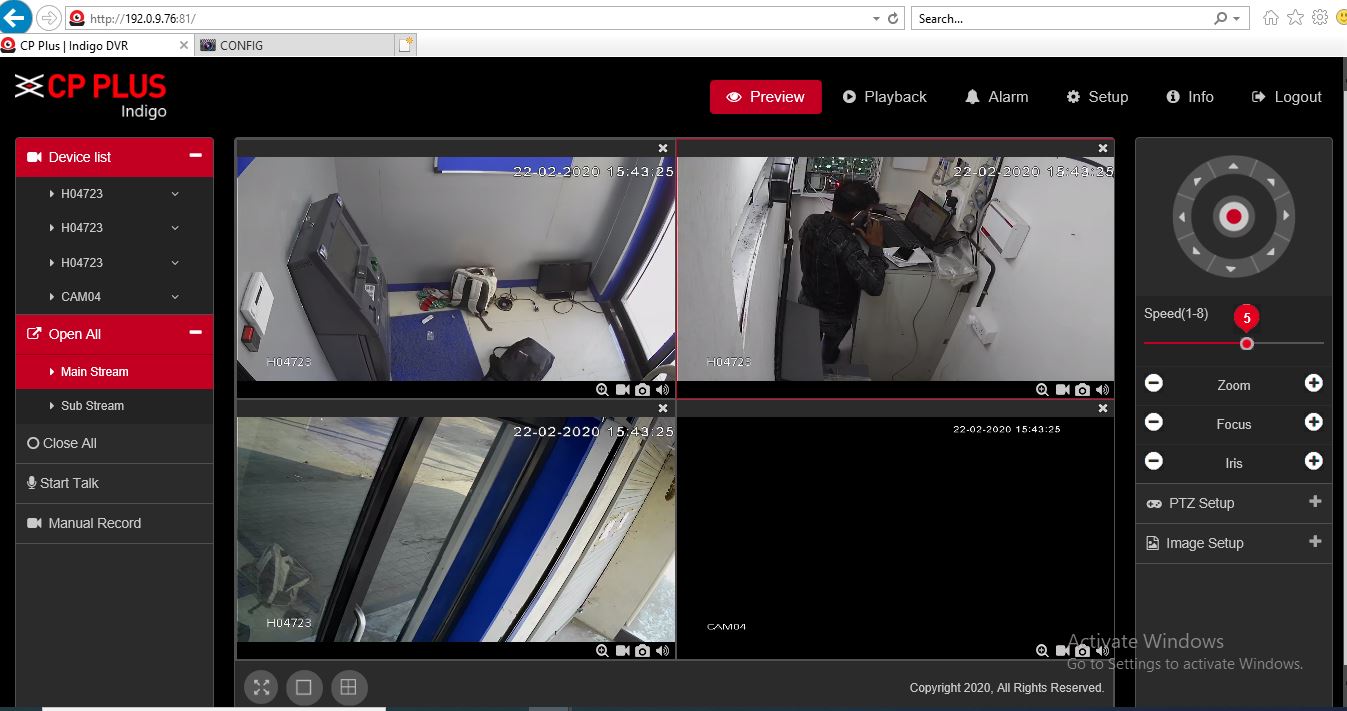 http://192.0.9.76:81/
Search...
CP Plus | Indigo DVR
CONFIG
CP PLUS
Indigo
Preview
Playback
Alarm
Setup
Info
Logout
Device list
H04723
H04723
H04723
CAM04
Open All
Main Stream
Sub Stream
Close All
Start Talk
Manual Record
22-02-2020 15:43:25
H04723
22-02-2020 15:43:25
H04723
22-02-2020 15:43:25
H04723
22-02-2020 15:43:25
CAM04
Speed(1-8)
5
Zoom
Focus
Iris
PTZ Setup
Image Setup
Activate Windows
Go to Settings to activate Windows.
Copyright 2020, All Rights Reserved.